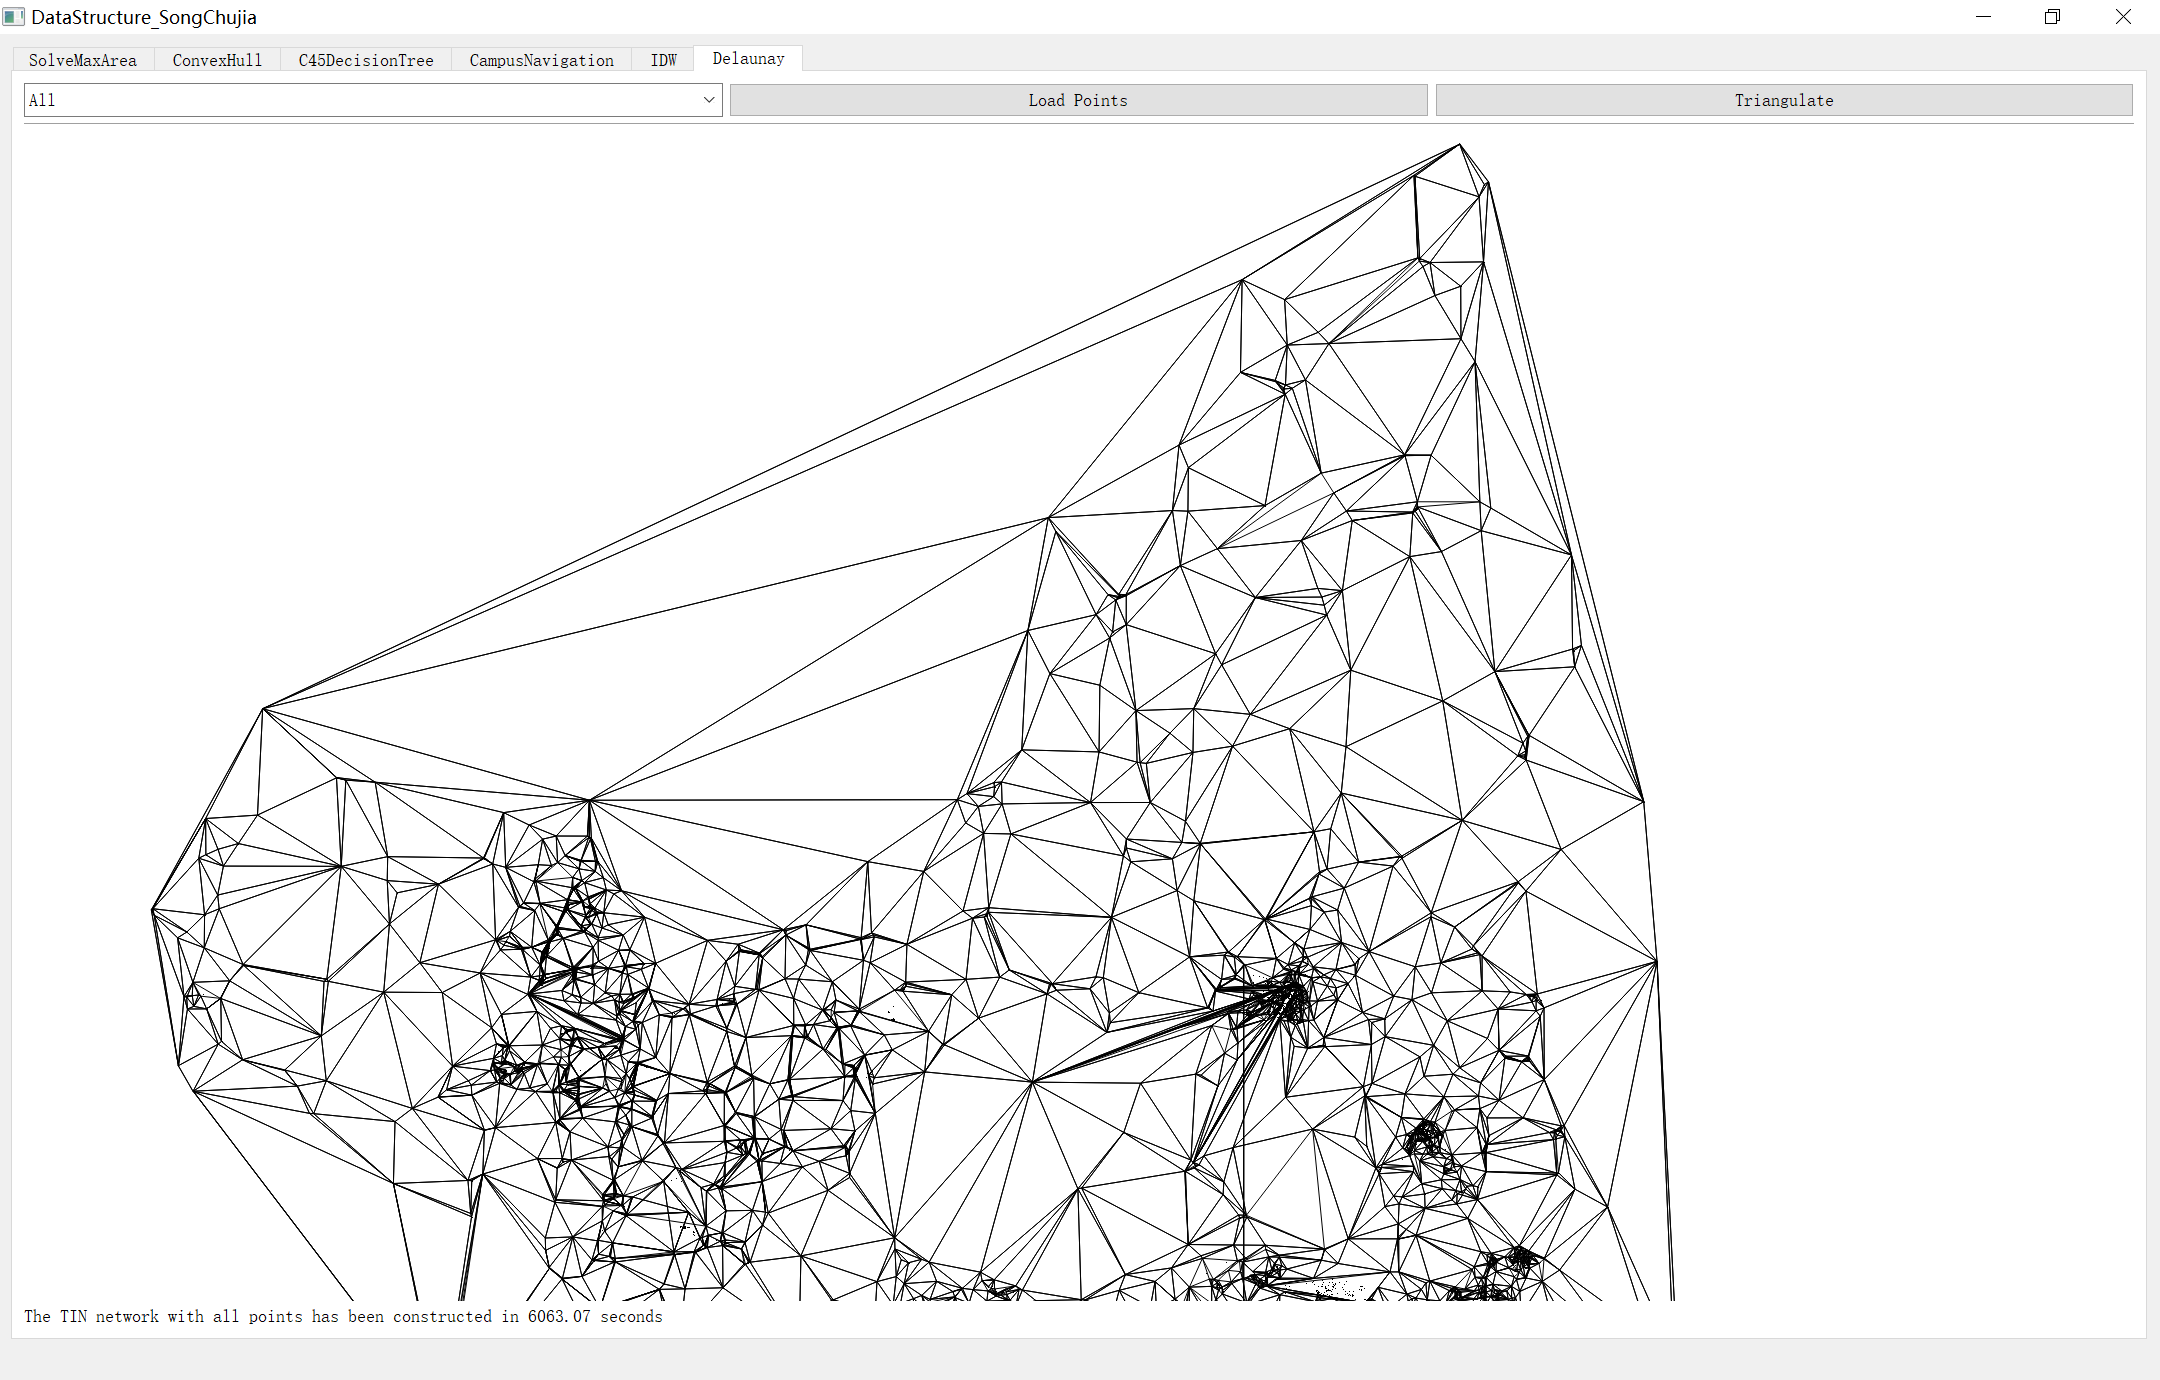 DataStructure_SongChujia
SolveMaxArea ConvexHull C45DecisionTree CampusNavigation IDW Delaunay
All Load Points Triangulate
The TIN network with all points has been constructed in 6063.07 seconds